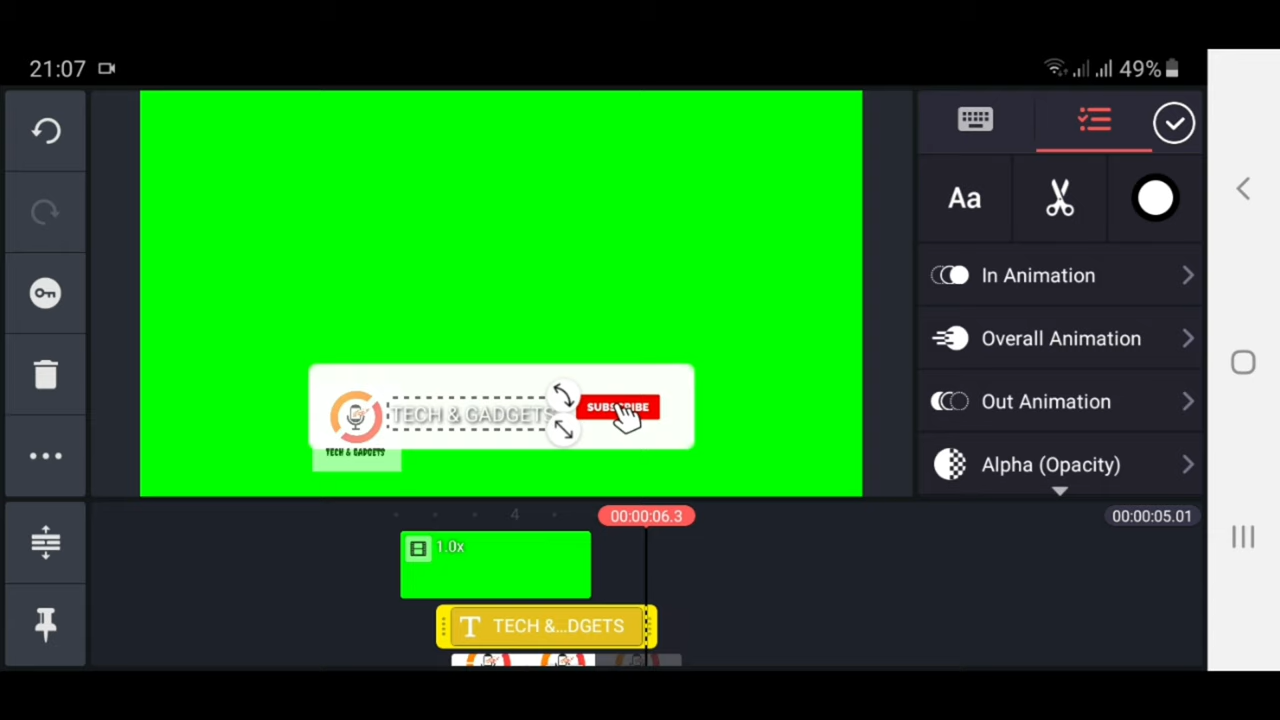 21:07
49%
Aa
In Animation
Overall Animation
Out Animation
Alpha (Opacity)
TECH & GADGETS
SUBSCRIBE
TECH & GADGETS
4
00:00:06.3
00:00:05.01
1.0x
T TECH &...DGETS